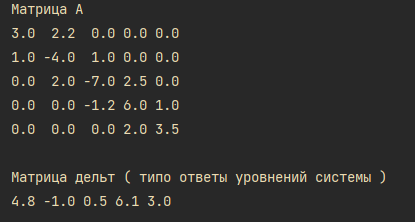 Матрица A
3.0 2.2 0.0 0.0 0.0
1.0 -4.0 1.0 0.0 0.0
0.0 2.0 -7.0 2.5 0.0
0.0 0.0 -1.2 6.0 1.0
0.0 0.0 0.0 2.0 3.5
Матрица дельт ( типо ответы уровнений системы )
4.8 -1.0 0.5 6.1 3.0